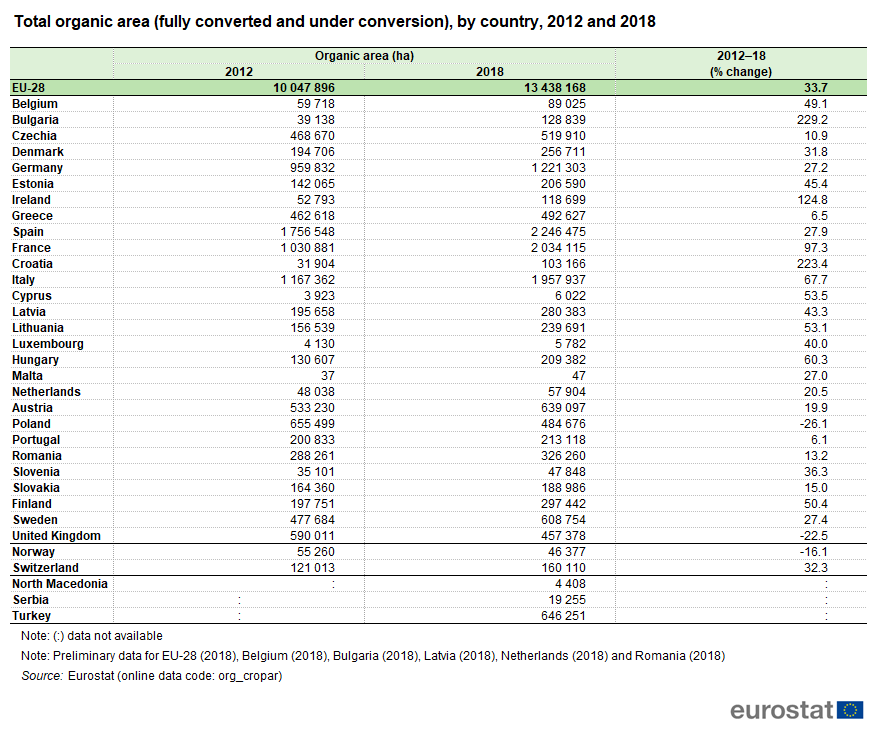 Total organic area (fully converted and under conversion), by country, 2012 and 2018
Organic area (ha) 2012–18
2012 2018 (% change)
EU-28 10 047 896 13 438 168 33.7
Belgium 59 718 89 025 49.1
Bulgaria 39 138 128 839 229.2
Czechia 468 670 519 910 10.9
Denmark 194 706 256 711 31.8
Germany 959 832 1 221 303 27.2
Estonia 142 065 206 590 45.4
Ireland 52 793 118 699 124.8
Greece 462 618 492 627 6.5
Spain 1 756 548 2 246 475 27.9
France 1 030 881 2 034 115 97.3
Croatia 31 904 103 166 223.4
Italy 1 167 362 1 957 937 67.7
Cyprus 3 923 6 022 53.5
Latvia 195 658 280 383 43.3
Lithuania 156 539 239 691 53.1
Luxembourg 4 130 5 782 40.0
Hungary 130 607 209 382 60.3
Malta 37 47 27.0
Netherlands 48 038 57 904 20.5
Austria 533 230 639 097 19.9
Poland 655 499 484 676 -26.1
Portugal 200 833 213 118 6.1
Romania 288 261 326 260 13.2
Slovenia 35 101 47 848 36.3
Slovakia 164 360 188 986 15.0
Finland 197 751 297 442 50.4
Sweden 477 684 608 754 27.4
United Kingdom 590 011 457 378 -22.5
Norway 55 260 46 377 -16.1
Switzerland 121 013 160 110 32.3
North Macedonia : 4 408 :
Serbia : 19 255 :
Turkey : 646 251 :
Note: (:) data not available
Note: Preliminary data for EU-28 (2018), Belgium (2018), Bulgaria (2018), Latvia (2018), Netherlands (2018) and Romania (2018)
Source: Eurostat (online data code: org_cropar)
eurostat